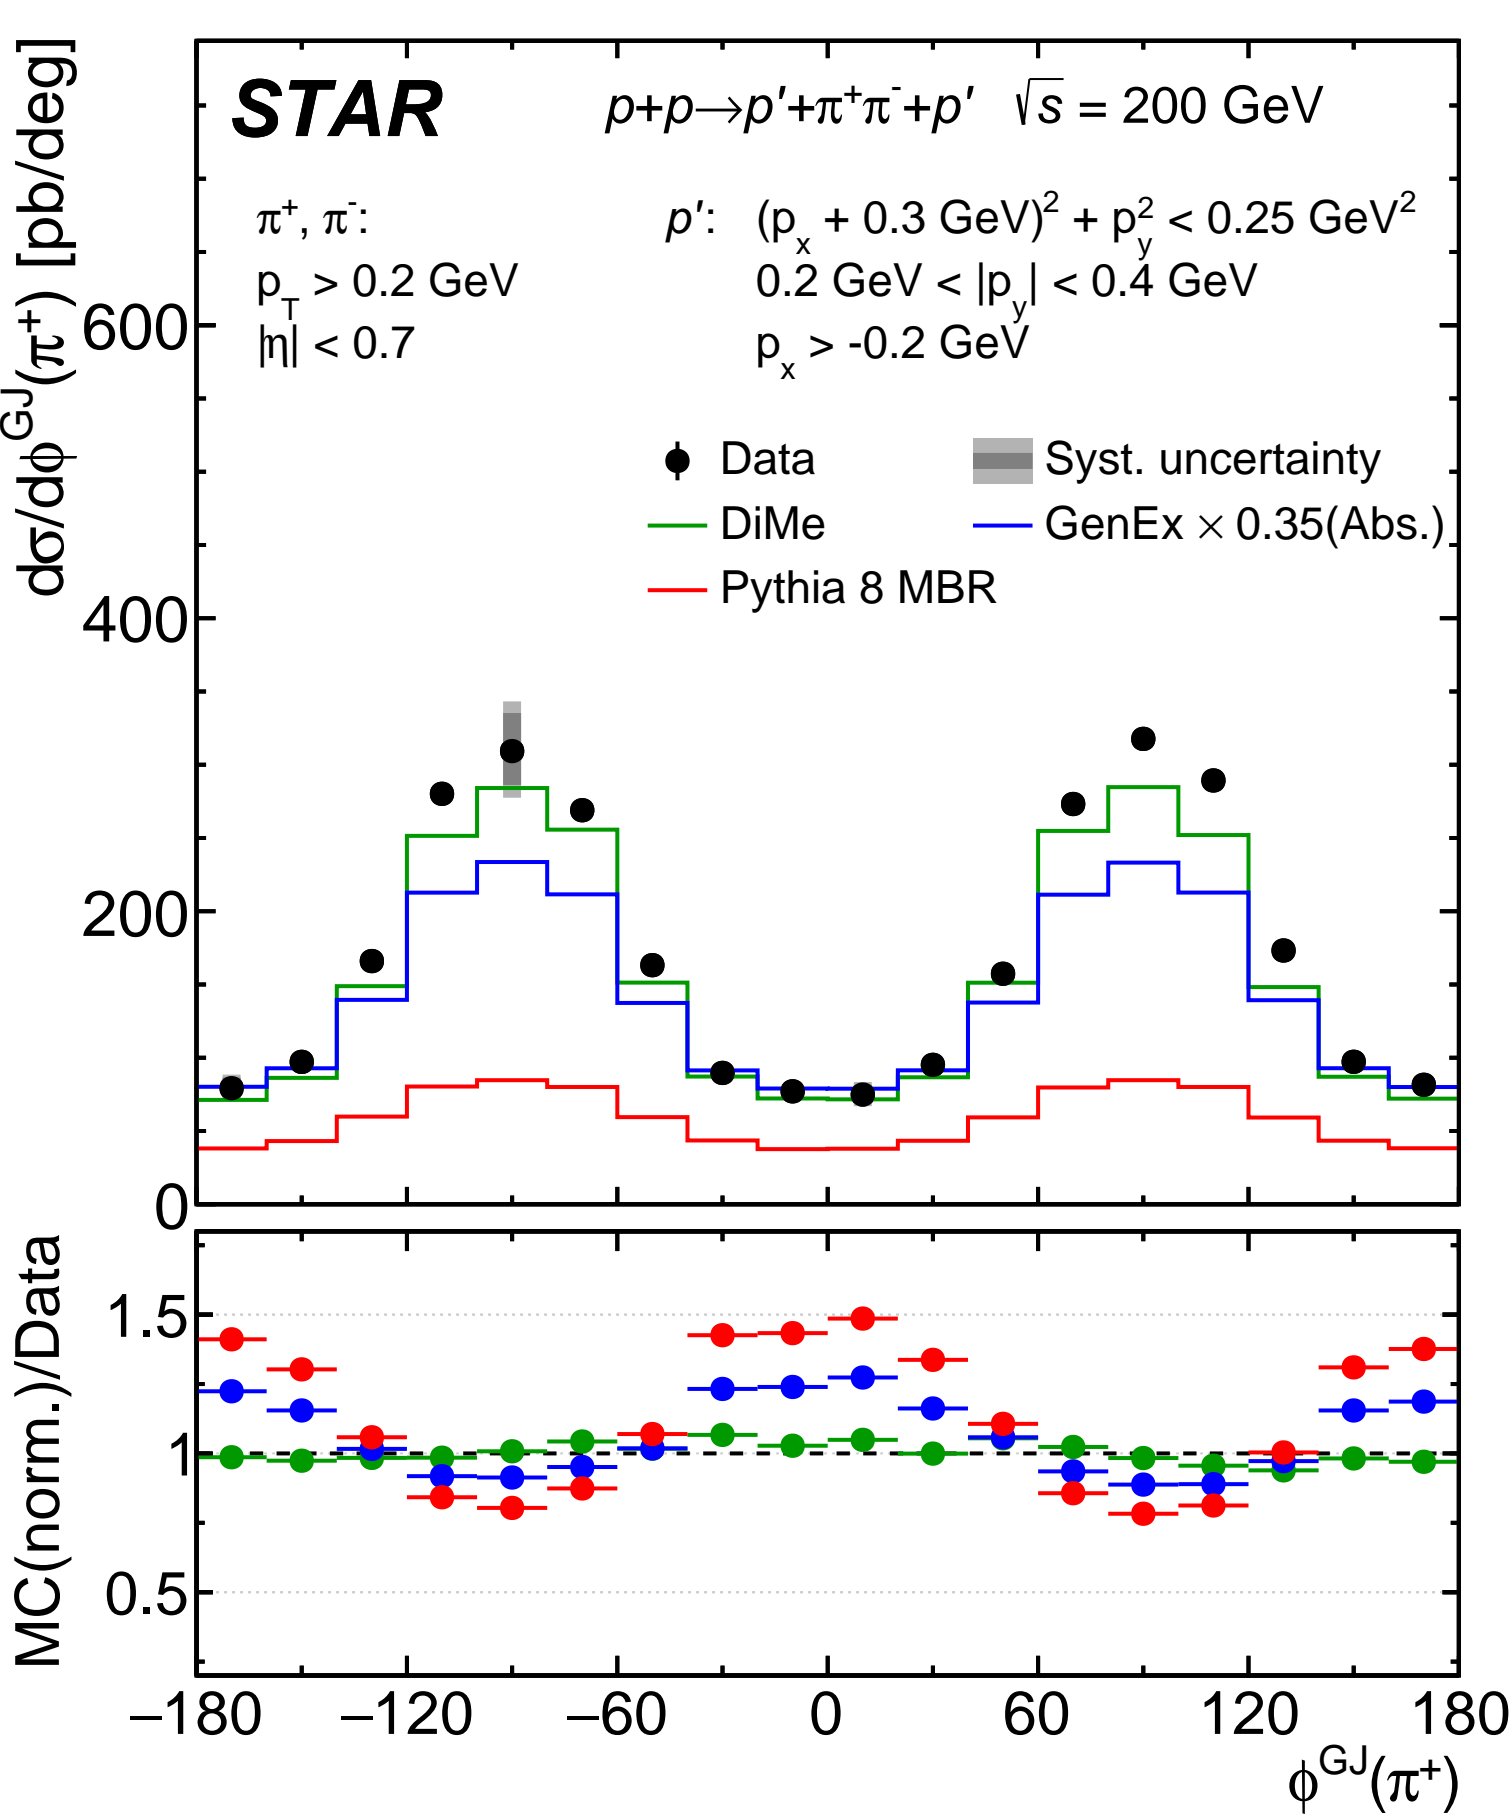 STAR p+p→p′+π⁺π⁻+p′ √s = 200 GeV
π⁺, π⁻: p′: (pₓ + 0.3 GeV)² + p_y² < 0.25 GeV²
p_T > 0.2 GeV 0.2 GeV < |p_y| < 0.4 GeV
|η| < 0.7 pₓ > -0.2 GeV
Data Syst. uncertainty
DiMe GenEx × 0.35(Abs.)
Pythia 8 MBR
dσ/dϕ^GJ(π⁺) [pb/deg]
600
400
200
0
MC(norm.)/Data
1.5
1
0.5
−180 −120 −60 0 60 120 180
ϕ^GJ(π⁺)